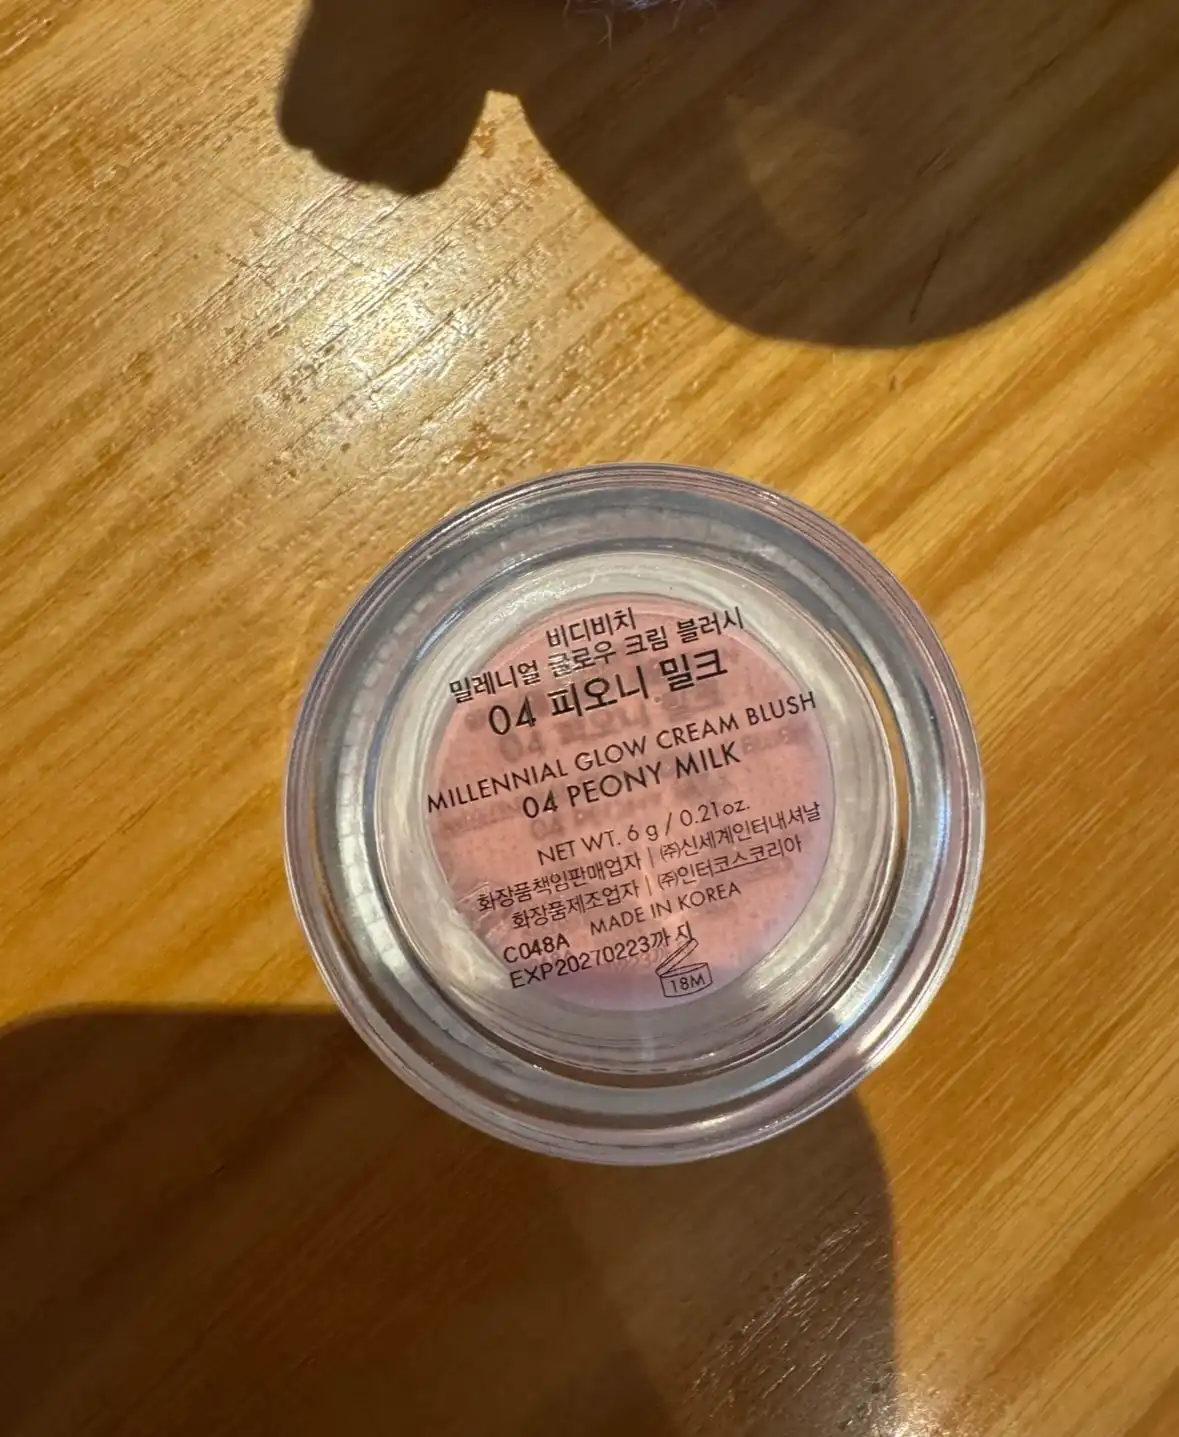 비디비치
밀레니얼 글로우 크림 블러시
04 피오니 밀크
MILLENNIAL GLOW CREAM BLUSH
04 PEONY MILK
NET WT. 6 g / 0.21oz.
화장품책임판매업자 | ㈜신세계인터내셔날
화장품제조업자 | ㈜인터코스코리아
C048A MADE IN KOREA
EXP20270223까지
18M